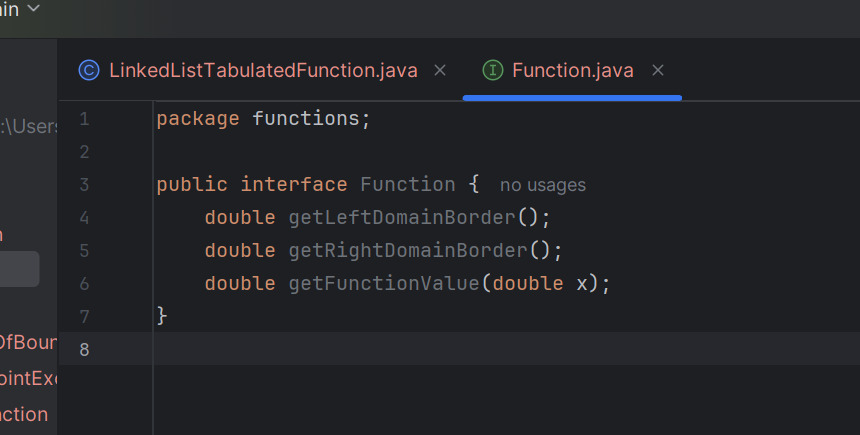 LinkedListTabulatedFunction.java
Function.java
1 package functions;
2
3 public interface Function { no usages
4 double getLeftDomainBorder();
5 double getRightDomainBorder();
6 double getFunctionValue(double x);
7 }
8